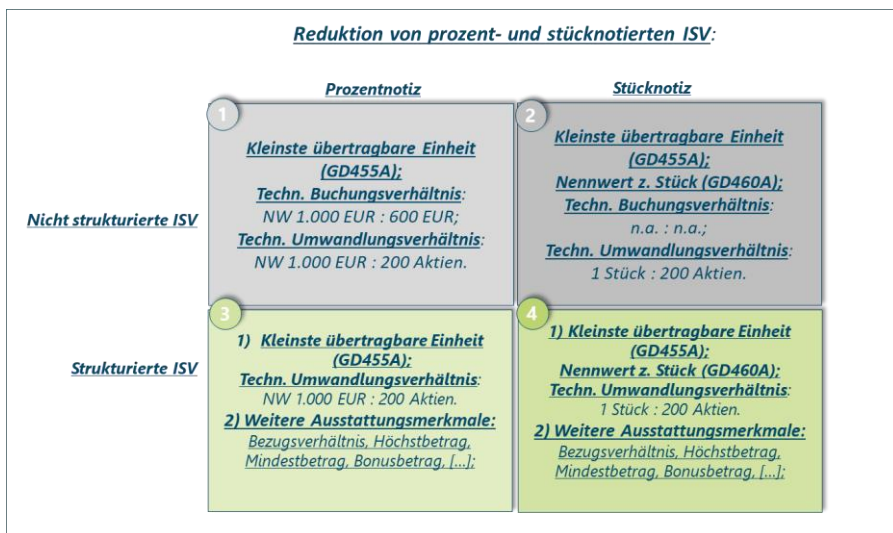 Reduktion von prozent- und stücknotierten ISV:
Prozentnotiz
Stücknotiz
Nicht strukturierte ISV
1
Kleinste übertragbare Einheit
(GD455A);
Techn. Buchungsverhältnis:
NW 1.000 EUR : 600 EUR;
Techn. Umwandlungsverhältnis:
NW 1.000 EUR : 200 Aktien.
2
Kleinste übertragbare Einheit
(GD455A);
Nennwert z. Stück (GD460A);
Techn. Buchungsverhältnis:
n.a. : n.a.;
Techn. Umwandlungsverhältnis:
1 Stück : 200 Aktien.
Strukturierte ISV
3
1) Kleinste übertragbare Einheit
(GD455A);
Techn. Umwandlungsverhältnis:
NW 1.000 EUR : 200 Aktien.
2) Weitere Ausstattungsmerkmale:
Bezugsverhältnis, Höchstbetrag,
Mindestbetrag, Bonusbetrag, [...];
4
1) Kleinste übertragbare Einheit
(GD455A);
Nennwert z. Stück (GD460A);
Techn. Umwandlungsverhältnis:
1 Stück : 200 Aktien.
2) Weitere Ausstattungsmerkmale:
Bezugsverhältnis, Höchstbetrag,
Mindestbetrag, Bonusbetrag, [...];